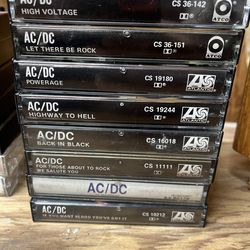 AC/DC
HIGH VOLTAGE
CS 36-142
ATCO
AC/DC
LET THERE BE ROCK
CS 36-151
ATCO
AC/DC
POWERAGE
CS 19180
ATLANTIC
AC/DC
HIGHWAY TO HELL
CS 19244
ATLANTIC
AC/DC
BACK IN BLACK
CS 16018
ATLANTIC
AC/DC
FOR THOSE ABOUT TO ROCK
WE SALUTE YOU
CS 11111
ATLANTIC
AC/DC
AC/DC
IF YOU WANT BLOOD YOU'VE GOT IT
CS 19212
ATLANTIC